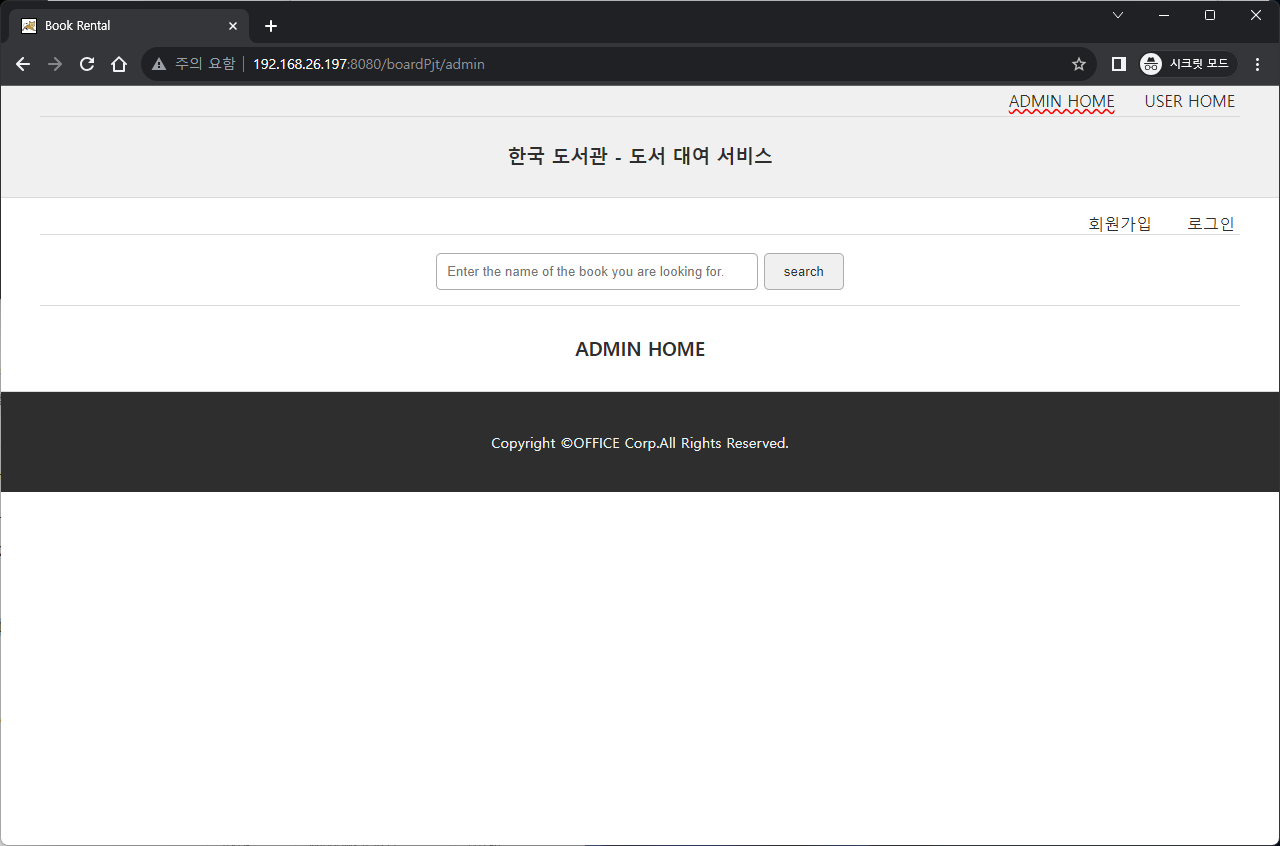 Book Rental
주의 요함 192.168.26.197:8080/boardPjt/admin 시크릿 모드
ADMIN HOME USER HOME
한국 도서관 - 도서 대여 서비스
회원가입 로그인
Enter the name of the book you are looking for. search
ADMIN HOME
Copyright ©OFFICE Corp.All Rights Reserved.